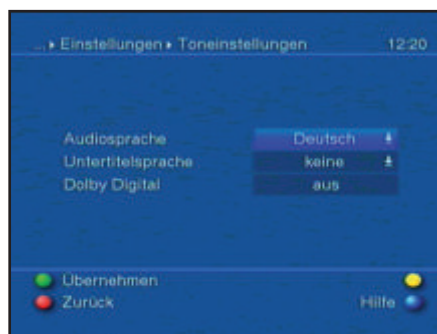 ... ▸ Einstellungen ▸ Toneinstellungen 12:20
Audiosprache Deutsch
Untertitelsprache keine
Dolby Digital aus
Übernehmen
Zurück Hilfe